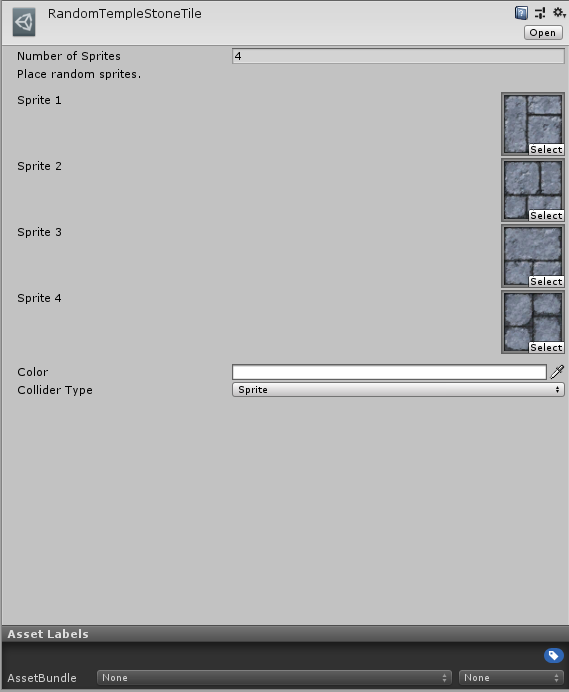 RandomTempleStoneTile
Open
Number of Sprites 4
Place random sprites.
Sprite 1
Select
Sprite 2
Select
Sprite 3
Select
Sprite 4
Select
Color
Collider Type Sprite
Asset Labels
AssetBundle None None